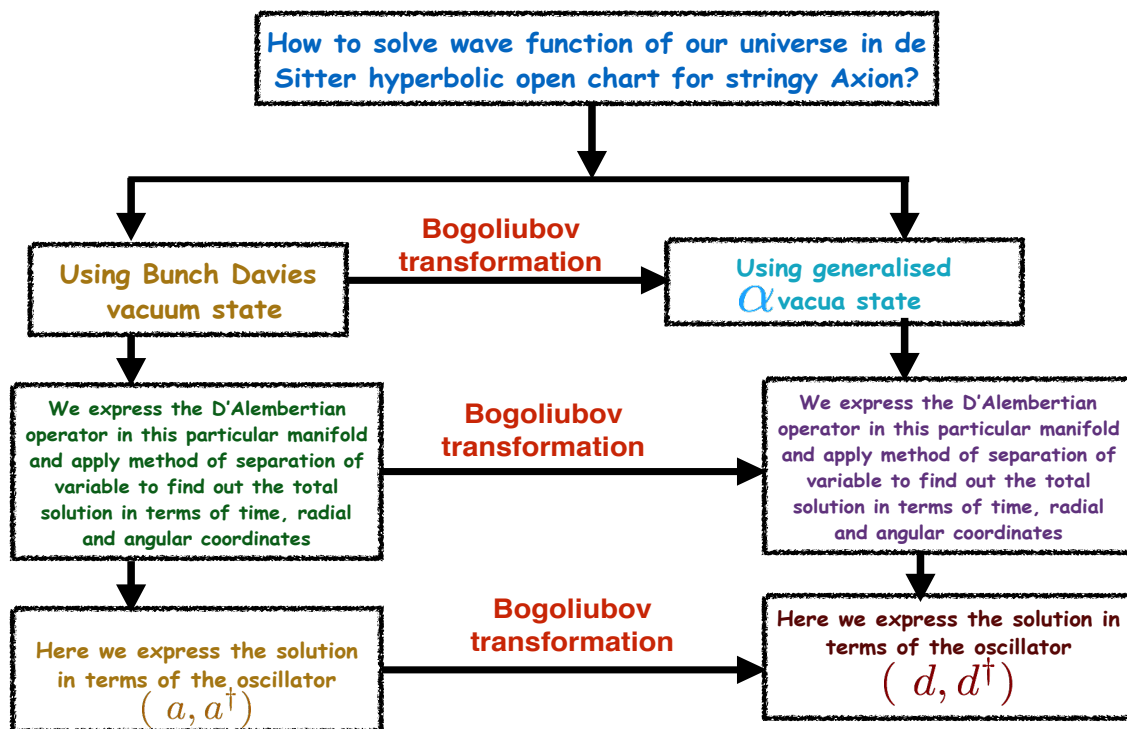 How to solve wave function of our universe in de
Sitter hyperbolic open chart for stringy Axion?
Bogoliubov
transformation
Using Bunch Davies
vacuum state
Using generalised
α vacua state
We express the D'Alembertian
operator in this particular manifold
and apply method of separation of
variable to find out the total
solution in terms of time, radial
and angular coordinates
Bogoliubov
transformation
We express the D'Alembertian
operator in this particular manifold
and apply method of separation of
variable to find out the total
solution in terms of time, radial
and angular coordinates
Here we express the solution
in terms of the oscillator
( a, a†)
Bogoliubov
transformation
Here we express the solution in
terms of the oscillator
( d, d†)